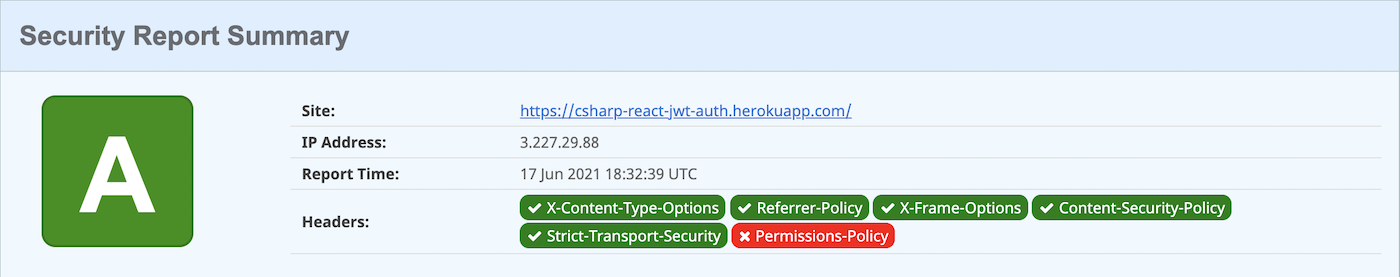 Security Report Summary
A
Site: https://csharp-react-jwt-auth.herokuapp.com/
IP Address: 3.227.29.88
Report Time: 17 Jun 2021 18:32:39 UTC
Headers: X-Content-Type-Options Referrer-Policy X-Frame-Options Content-Security-Policy
Strict-Transport-Security Permissions-Policy